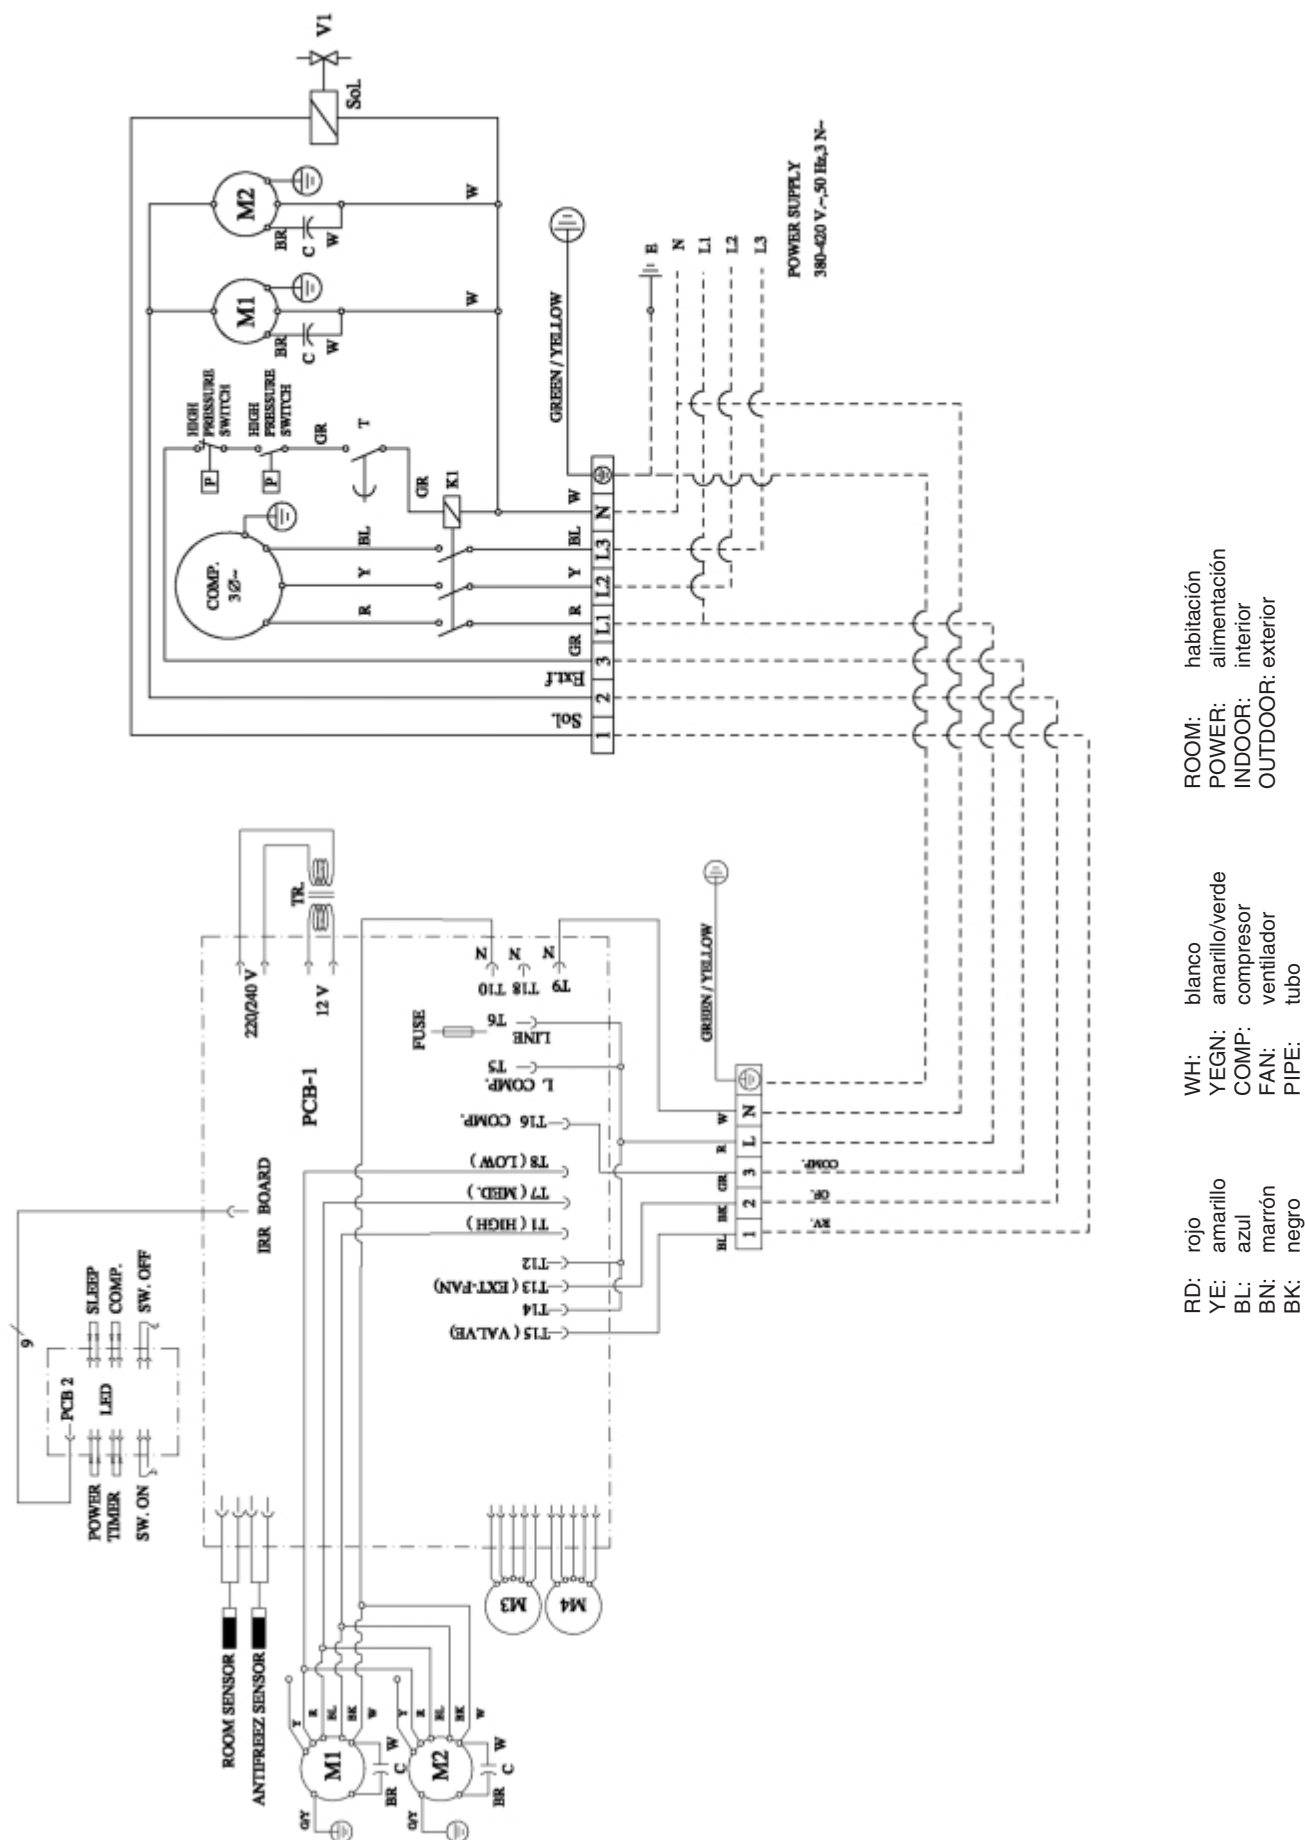 V1
Sol.
M2
BR
C
W
W
M1
BR
C
W
W
HIGH
PRESSURE
SWITCH
HIGH
PRESSURE
SWITCH
P
P
GR
T
GR
K1
COMP.
3Ø~
BL
Y
R
GREEN / YELLOW
W
BL
Y
R
GR
Ext.f
Sol.
N
L3
L2
L1
3
2
1
E
N
L1
L2
L3
POWER SUPPLY
380-420 V.~,50 Hz,3 N~
TR.
220/240 V
12 V
N
N
N
T10
T18
T9
FUSE
T6
LINE
T5
L. COMP.
PCB-1
T16 COMP.
T8 ( LOW )
T7 ( MED. )
T1 ( HIGH )
T12
T13 ( EXT-FAN)
T14
T15 ( VALVE)
IRR BOARD
GREEN / YELLOW
W
R
GR
BK
BL
N
L
3
2
1
COMP.
OF.
RV.
9
PCB 2
LED
SLEEP
COMP.
SW. OFF
POWER
TIMER
SW. ON
ROOM SENSOR
ANTIFREEZ SENSOR
M3
M4
Y
R
BL
BK
W
M1
G/Y
BR
C
W
Y
R
BL
BK
W
M2
G/Y
BR
C
W
RD: rojo
YE: amarillo
BL: azul
BN: marrón
BK: negro
WH: blanco
YEGN: amarillo/verde
COMP: compresor
FAN: ventilador
PIPE: tubo
ROOM: habitación
POWER: alimentación
INDOOR: interior
OUTDOOR: exterior